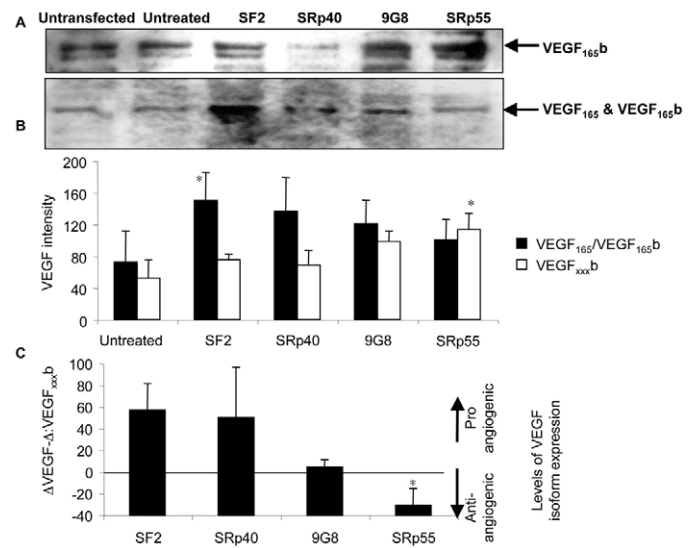 A
Untransfected Untreated SF2 SRp40 9G8 SRp55
VEGF165b
VEGF165 & VEGF165b
B
VEGF intensity
200
160
120
80
40
0
*
*
Untreated SF2 SRp40 9G8 SRp55
VEGF165/VEGF165b
VEGFxxxb
C
ΔVEGF-Δ:VEGFxxxb
100
80
60
40
20
0
-20
-40
*
SF2 SRp40 9G8 SRp55
Pro
angiogenic
Anti-
angiogenic
Levels of VEGF
isoform expression